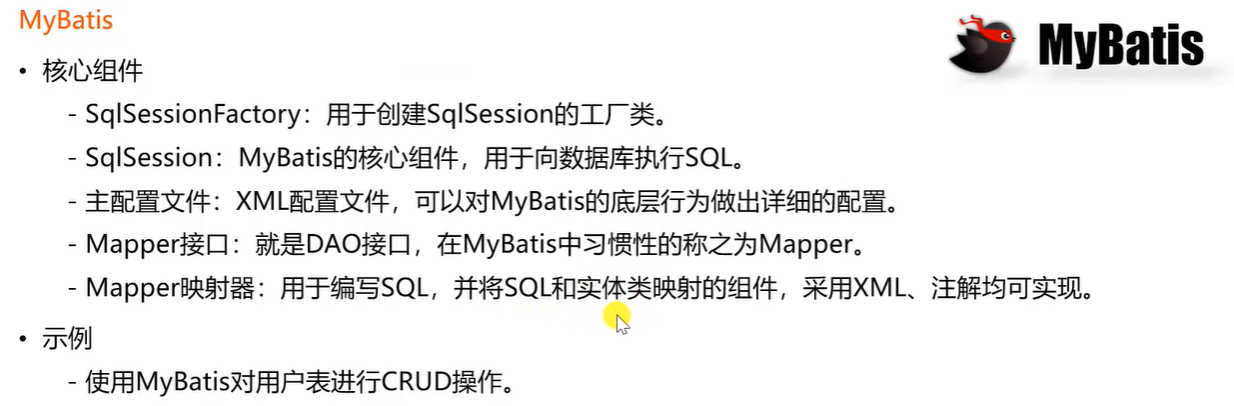 MyBatis
MyBatis
• 核心组件
- SqlSessionFactory：用于创建SqlSession的工厂类。
- SqlSession：MyBatis的核心组件，用于向数据库执行SQL。
- 主配置文件：XML配置文件，可以对MyBatis的底层行为做出详细的配置。
- Mapper接口：就是DAO接口，在MyBatis中习惯性的称之为Mapper。
- Mapper映射器：用于编写SQL，并将SQL和实体类映射的组件，采用XML、注解均可实现。
• 示例
- 使用MyBatis对用户表进行CRUD操作。